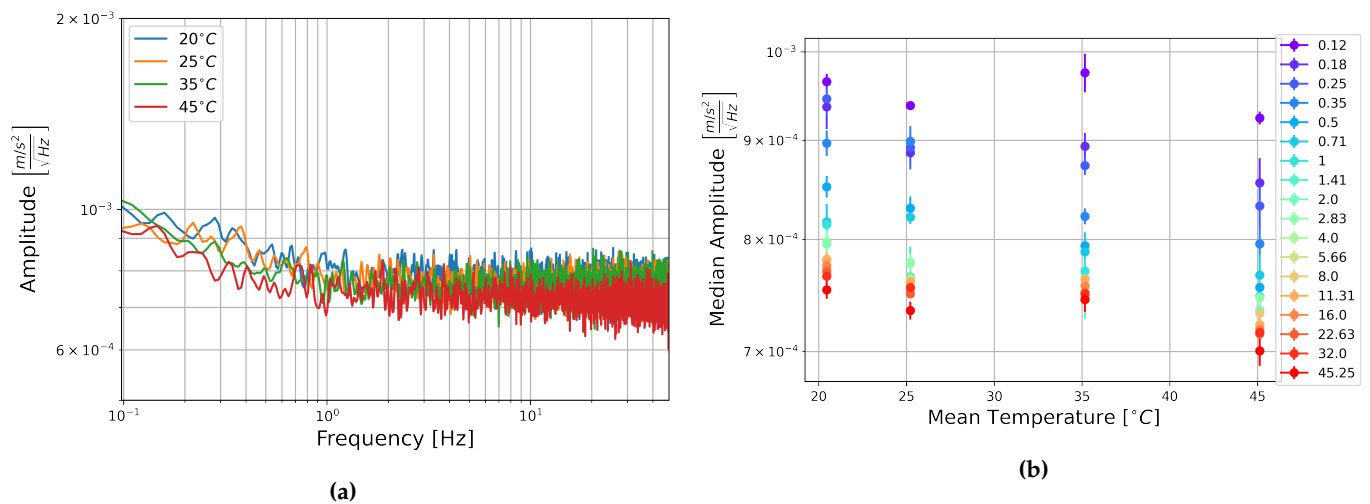 2 × 10⁻³
10⁻³
6 × 10⁻⁴
Amplitude [m/s²/√Hz]
20°C
25°C
35°C
45°C
10⁻¹
10⁰
10¹
Frequency [Hz]
(a)
10⁻³
9 × 10⁻⁴
8 × 10⁻⁴
7 × 10⁻⁴
Median Amplitude [m/s²/√Hz]
20
25
30
35
40
45
Mean Temperature [°C]
0.12
0.18
0.25
0.35
0.5
0.71
1
1.41
2.0
2.83
4.0
5.66
8.0
11.31
16.0
22.63
32.0
45.25
(b)